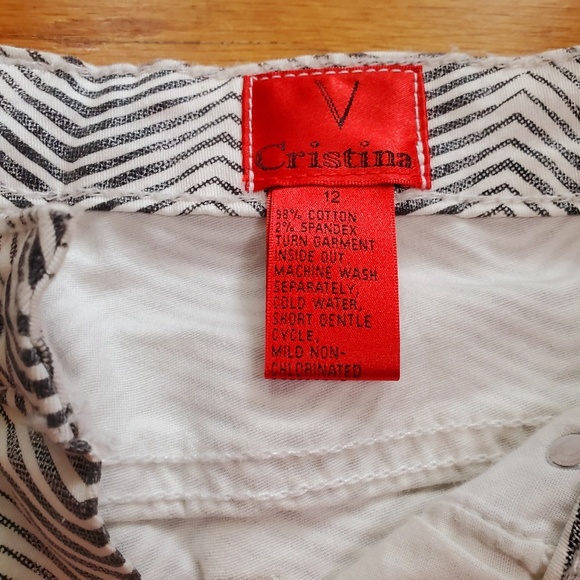 V
Cristina
12
98% COTTON
2% SPANDEX
TURN GARMENT
INSIDE OUT
MACHINE WASH
SEPARATELY,
COLD WATER,
SHORT GENTLE
CYCLE,
MILD NON-
CHLORINATED